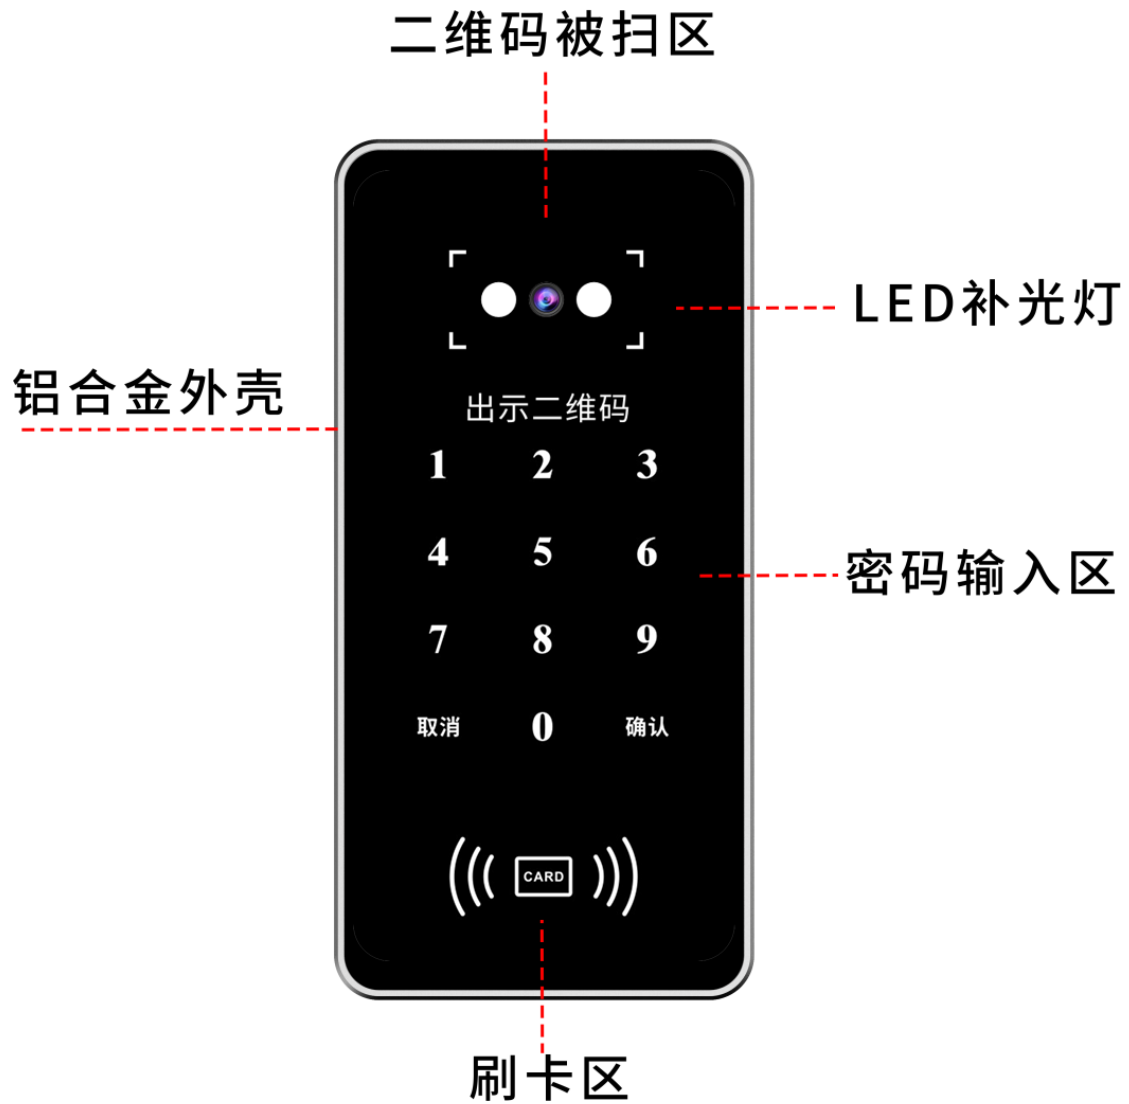 二维码被扫区
LED补光灯
铝合金外壳
出示二维码
1 2 3
4 5 6
密码输入区
7 8 9
取消 0 确认
CARD
刷卡区